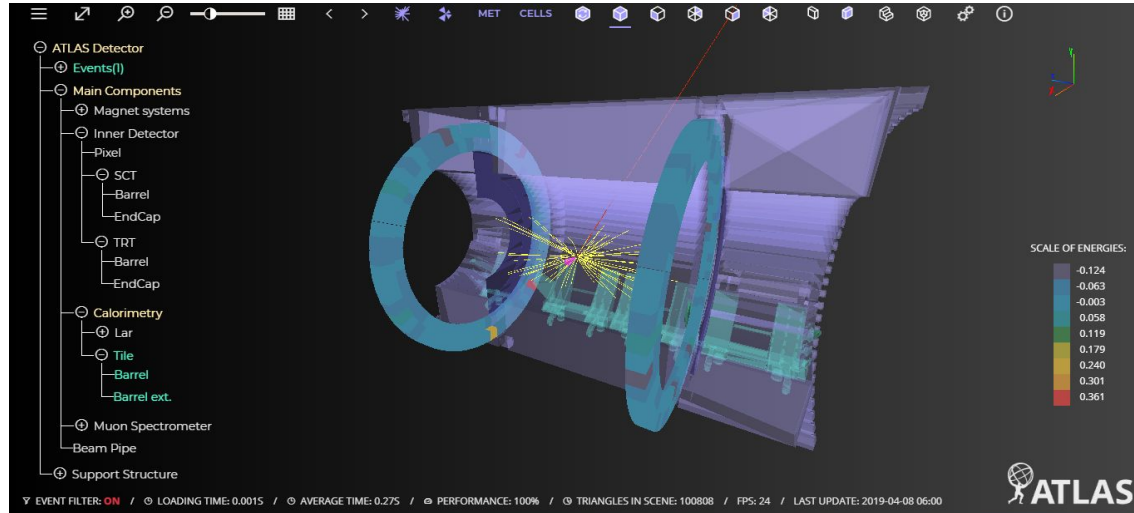 MET CELLS
ATLAS Detector
Events(1)
Main Components
Magnet systems
Inner Detector
Pixel
SCT
Barrel
EndCap
TRT
Barrel
EndCap
Calorimetry
Lar
Tile
Barrel
Barrel ext.
Muon Spectrometer
Beam Pipe
Support Structure
Y
SCALE OF ENERGIES:
-0.124
-0.063
-0.003
0.058
0.119
0.179
0.240
0.301
0.361
ATLAS
EVENT FILTER: ON / LOADING TIME: 0.001S / AVERAGE TIME: 0.27S / PERFORMANCE: 100% / TRIANGLES IN SCENE: 100808 / FPS: 24 / LAST UPDATE: 2019-04-08 06:00